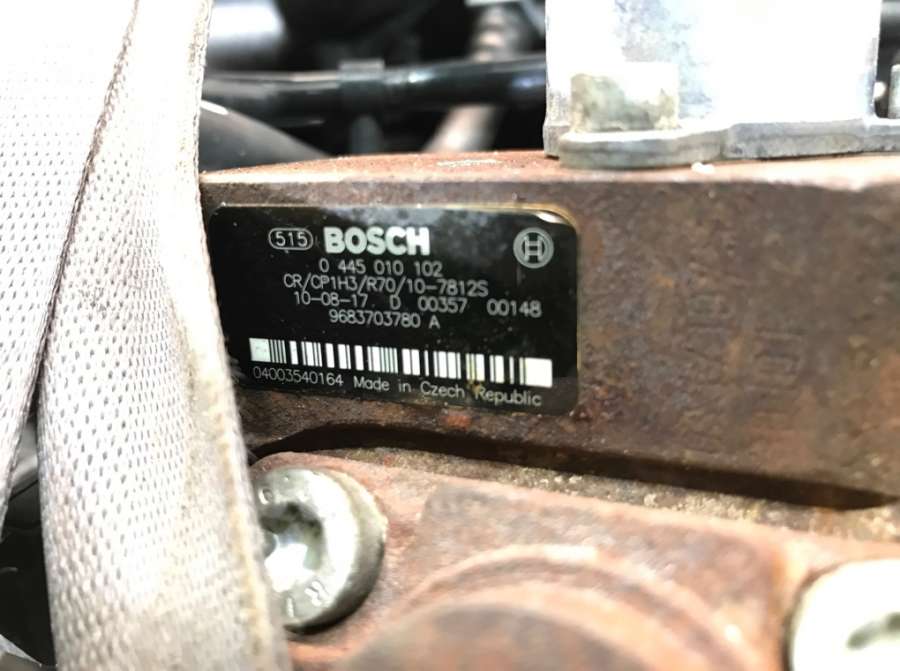 515 BOSCH
0 445 010 102
CR/CP1H3/R70/10-7812S
10-08-17 D 00357 00148
9683703780 A
04003540164 Made in Czech Republic